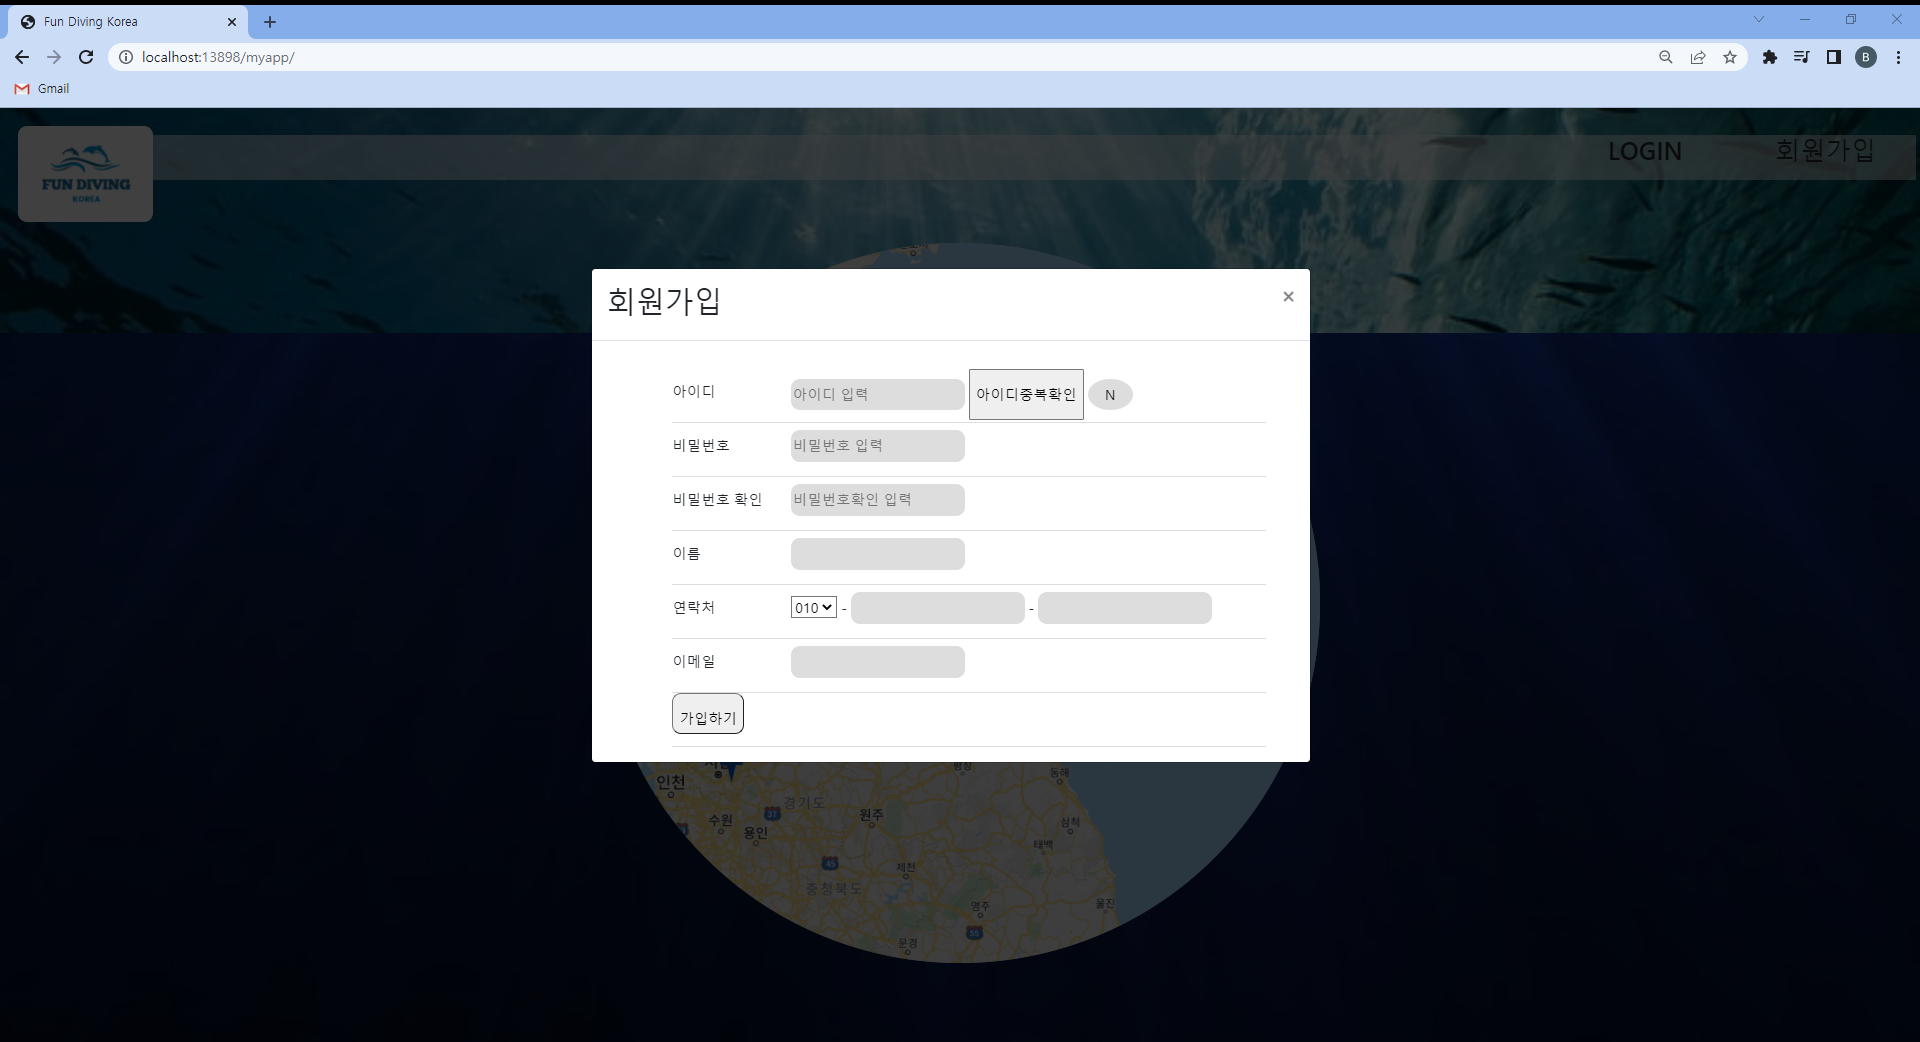 Fun Diving Korea
localhost:13898/myapp/
B
Gmail
FUN DIVING
KOREA
LOGIN
회원가입
회원가입
×
아이디
아이디 입력
아이디중복확인
N
비밀번호
비밀번호 입력
비밀번호 확인
비밀번호확인 입력
이름
연락처
010
-
-
이메일
가입하기
동해
인천
경기도
37
원주
수원
용인
삼척
태백
45
제천
충청북도
영주
울진
55
문경